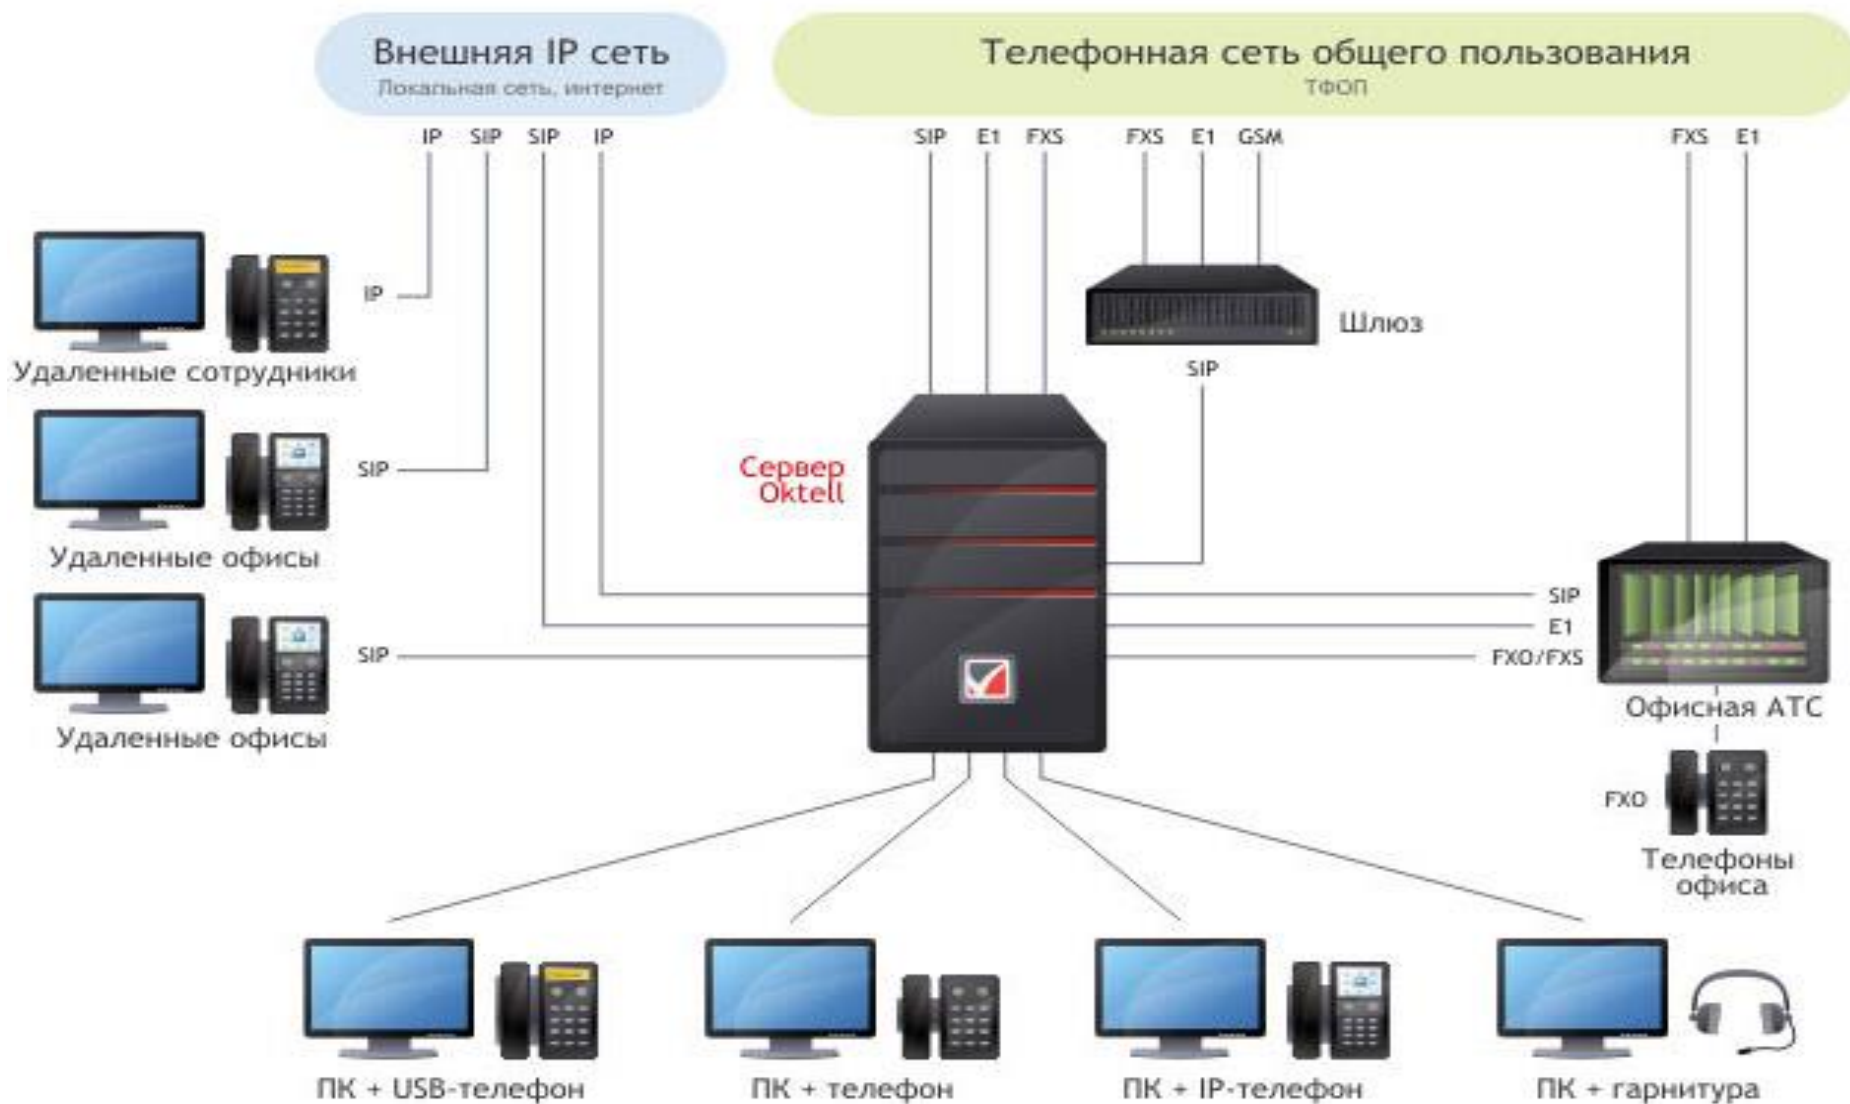 Внешняя IP сеть
Локальная сеть, интернет
Телефонная сеть общего пользования
ТФОП
IP SIP SIP IP
SIP E1 FXS
FXS E1 GSM
FXS E1
IP
Удаленные сотрудники
Шлюз
SIP
Сервер
Oktell
SIP
Удаленные офисы
SIP
E1
SIP
FXO/FXS
Удаленные офисы
Офисная АТС
FXO
Телефоны
офиса
ПК + USB-телефон
ПК + телефон
ПК + IP-телефон
ПК + гарнитура